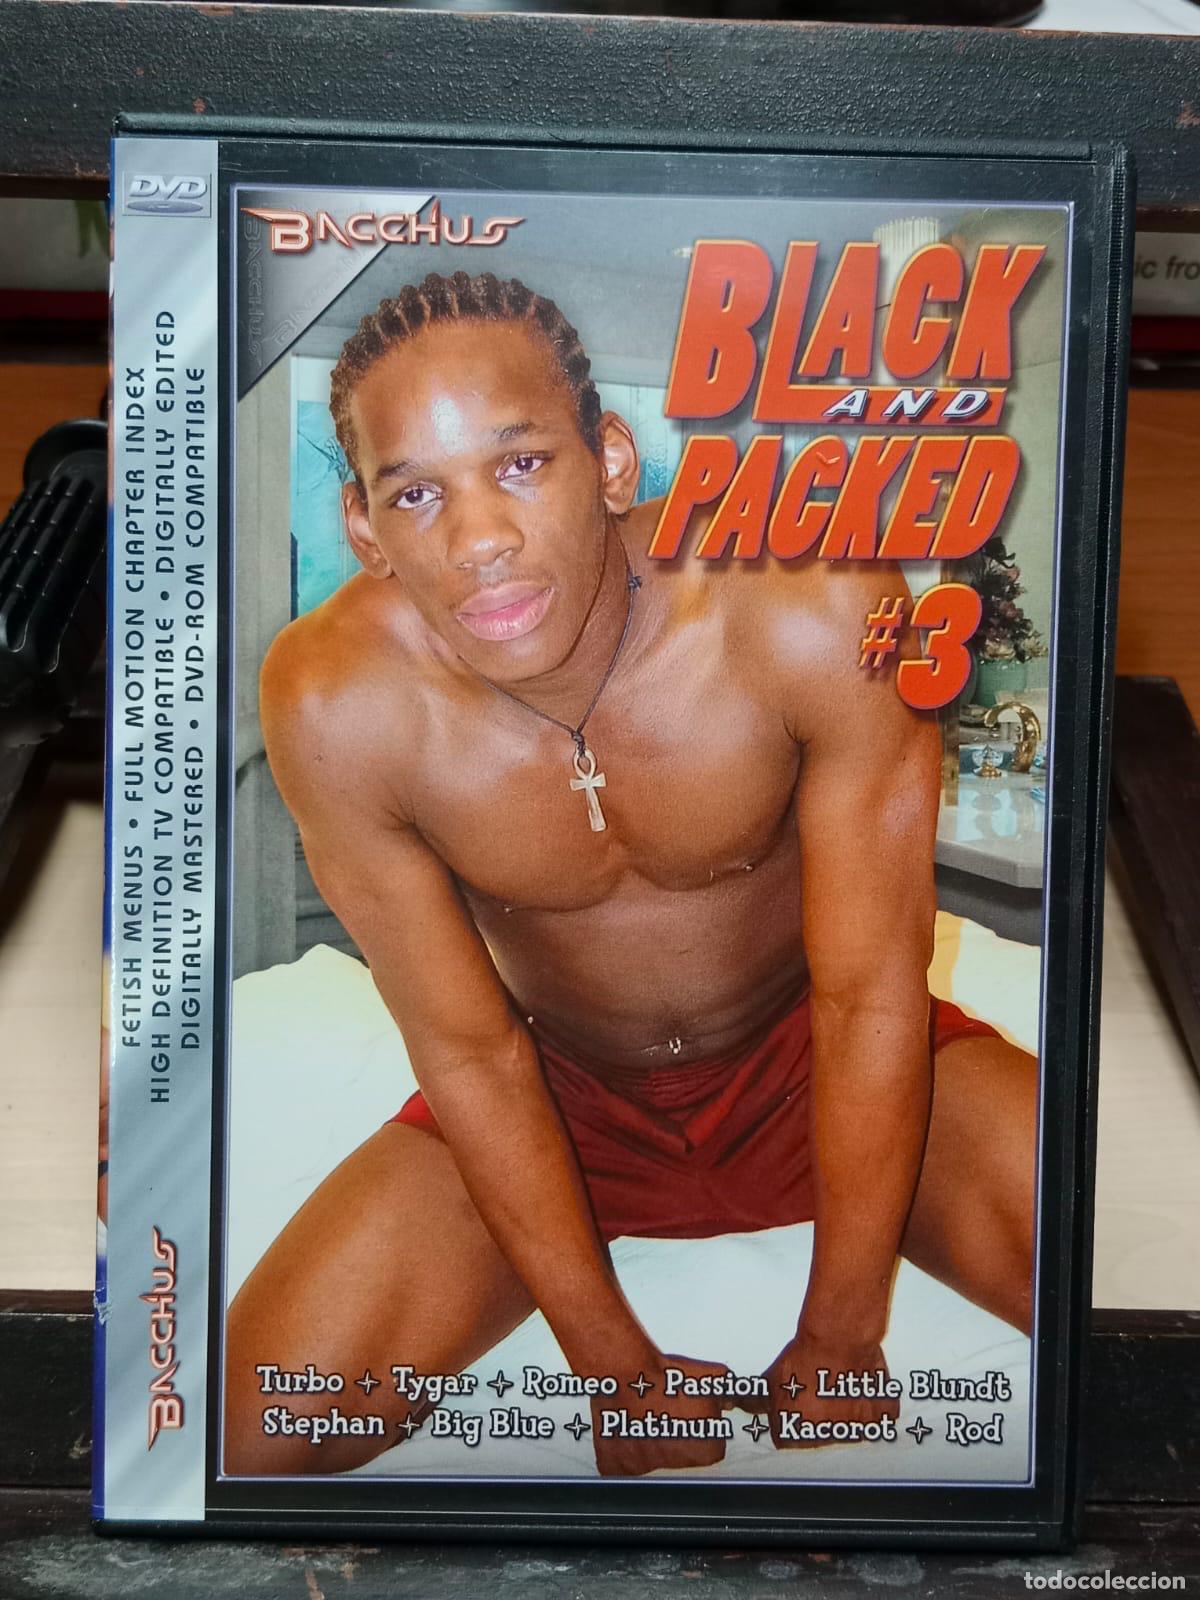 DVD
FETISH MENUS • FULL MOTION CHAPTER INDEX
HIGH DEFINITION TV COMPATIBLE • DIGITALLY EDITED
DIGITALLY MASTERED • DVD-ROM COMPATIBLE
BACCHUS
BACCHUS
BACCHUS
BLACK
AND
PACKED
#3
Turbo + Tygar + Romeo + Passion + Little Blundt
Stephan + Big Blue + Platinum + Kacorot + Rod
todocoleccion